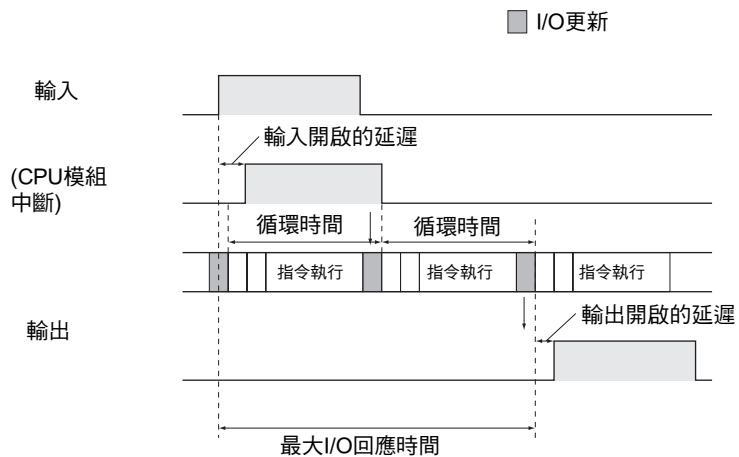 I/O更新
輸入
輸入開啟的延遲
(CPU模組
中斷)
循環時間
循環時間
指令執行
指令執行
指令執行
輸出
輸出開啟的延遲
最大I/O回應時間